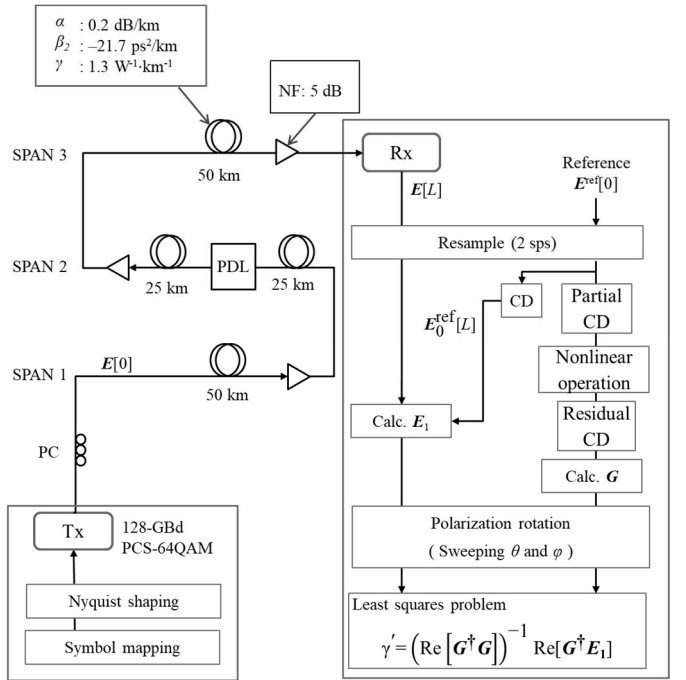 α : 0.2 dB/km
β₂ : –21.7 ps²/km
γ : 1.3 W⁻¹·km⁻¹
NF: 5 dB
SPAN 3
50 km
Rx
Reference
E^ref[0]
E[L]
Resample (2 sps)
SPAN 2
PDL
25 km
25 km
CD
Partial
CD
E₀^ref[L]
Nonlinear
operation
SPAN 1
E[0]
50 km
Residual
CD
Calc. E₁
PC
Calc. G
Tx
128-GBd
PCS-64QAM
Polarization rotation
( Sweeping θ and φ )
Nyquist shaping
Symbol mapping
Least squares problem
γ′ = (Re [G†G])⁻¹ Re[G†E₁]